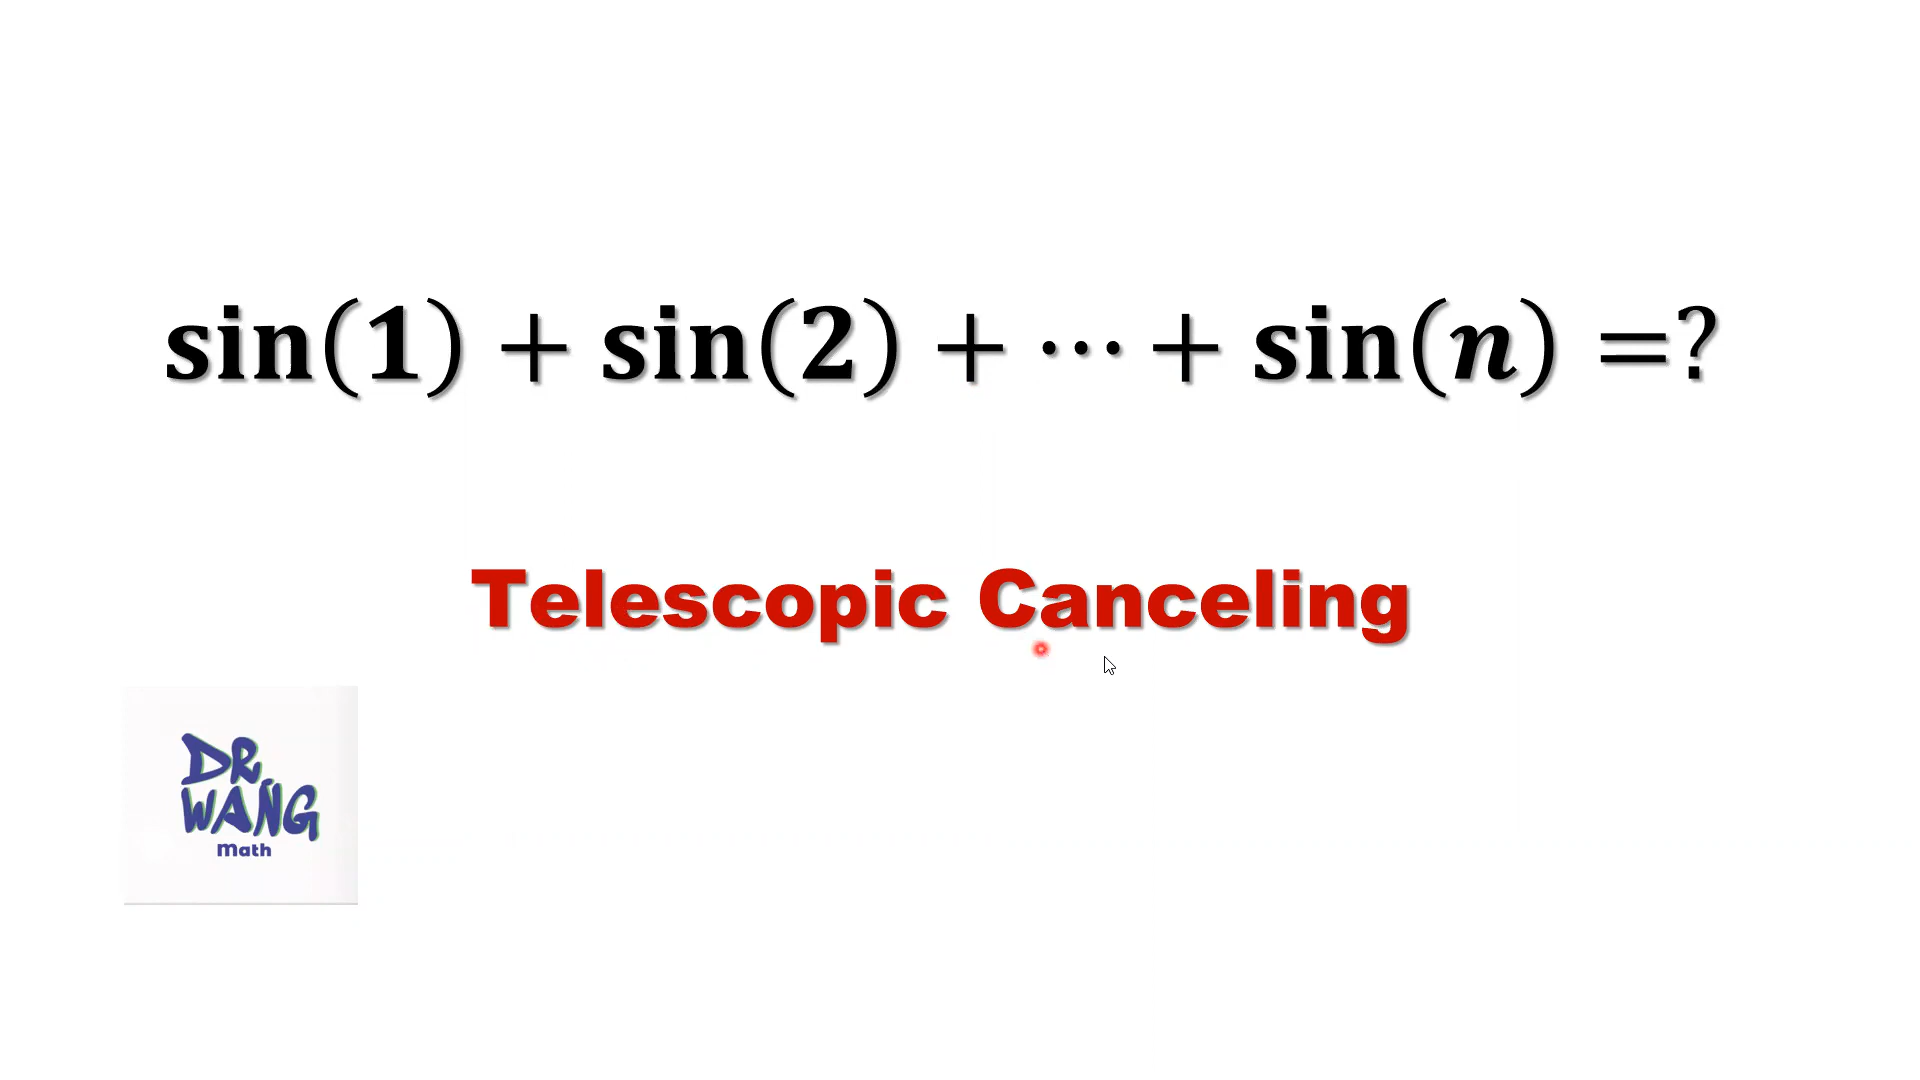 sin(1) + sin(2) + ⋯ + sin(n) =?
Telescopic Canceling
DR.
WANG
Math